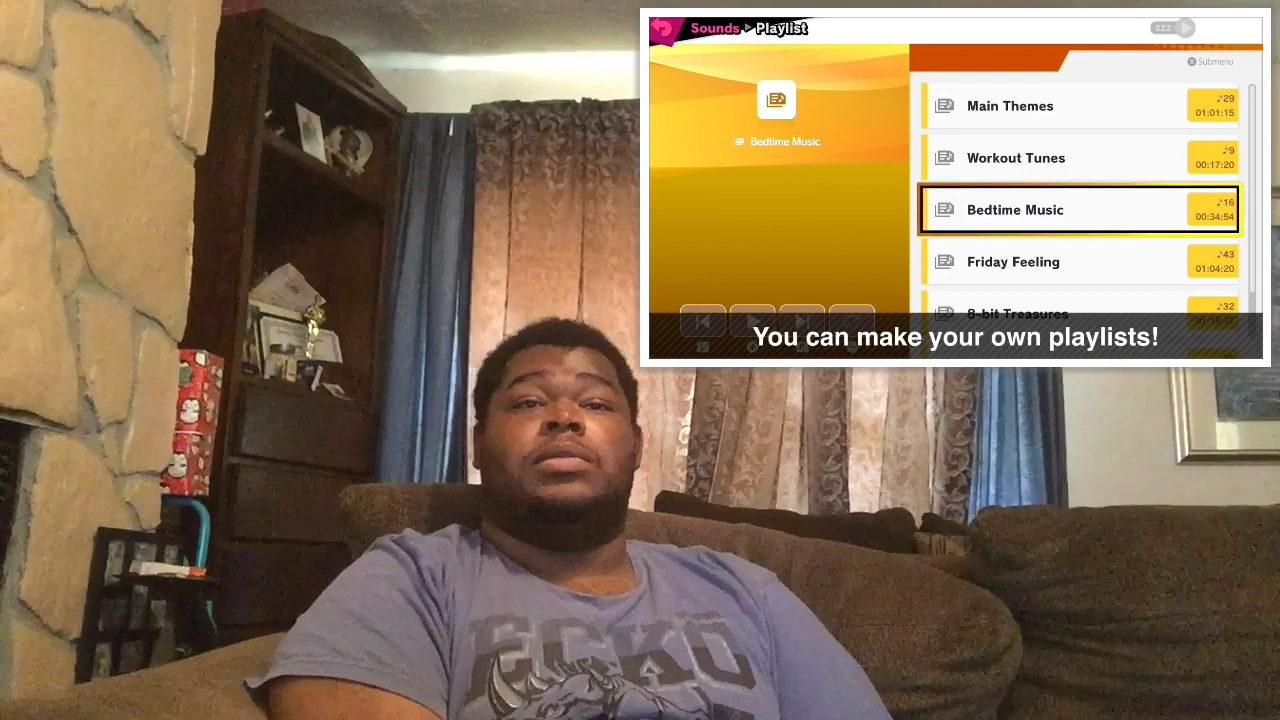 Sounds ▶ Playlist
ZZZ
Submenu
Bedtime Music
Main Themes
♪29
01:01:15
Workout Tunes
♪9
00:17:20
Bedtime Music
♪16
00:34:54
Friday Feeling
♪43
01:04:20
8-bit Treasures
♪32
You can make your own playlists!
ECKŌ